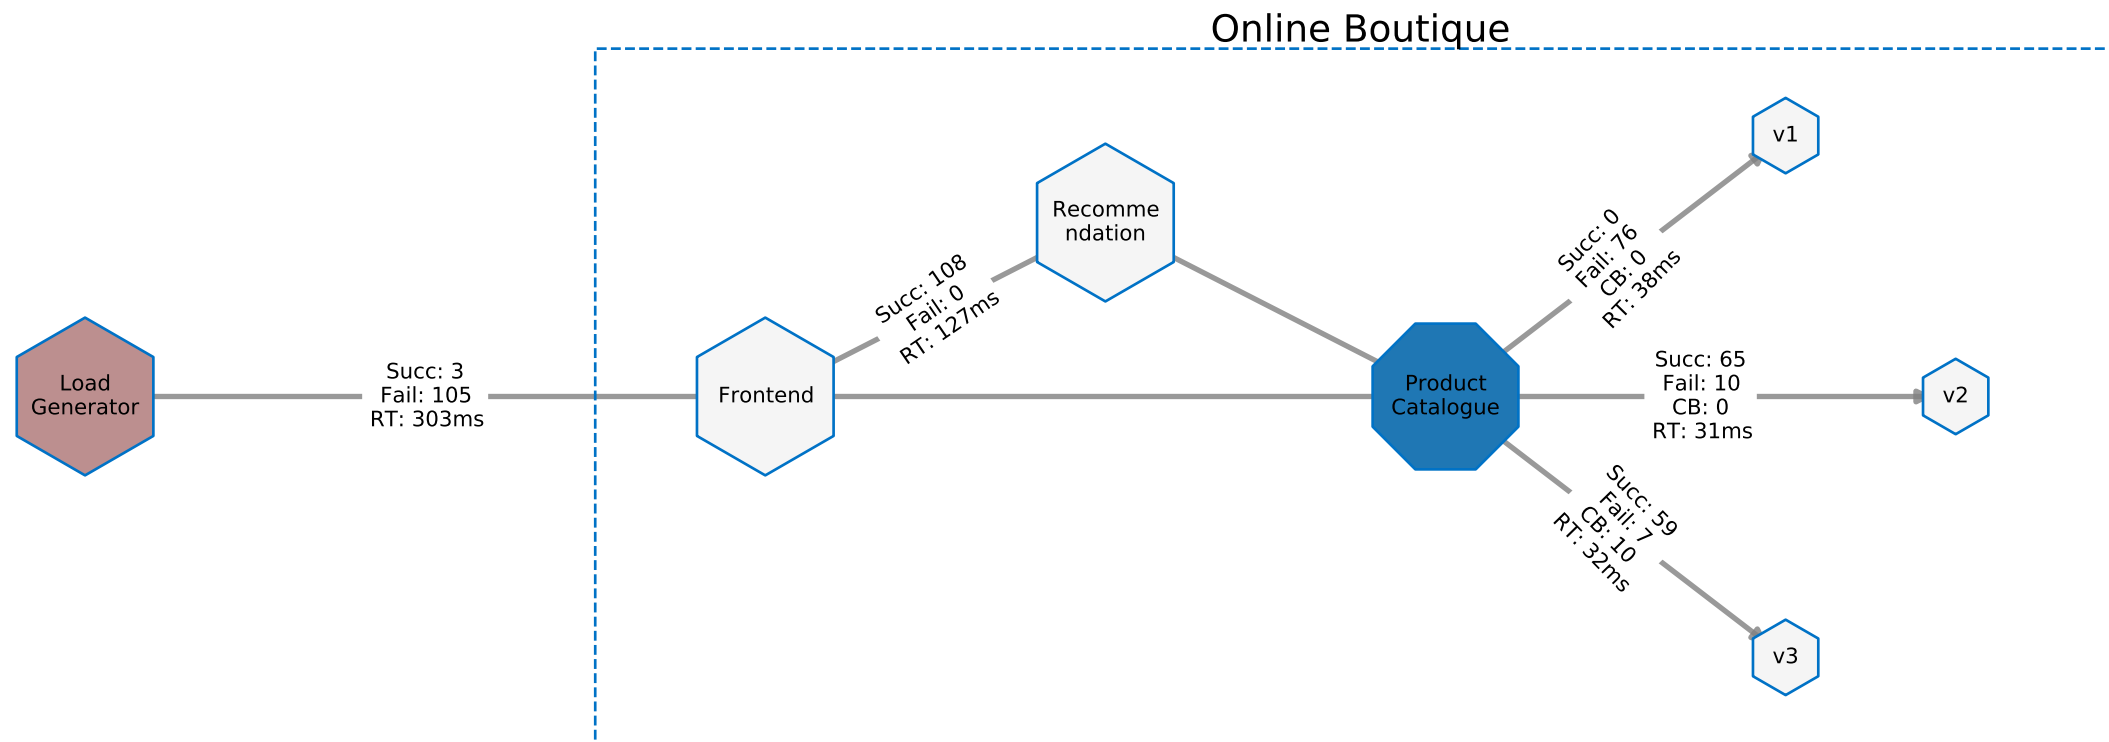 Online Boutique
Load
Generator
Succ: 3
Fail: 105
RT: 303ms
Frontend
Succ: 108
Fail: 0
RT: 127ms
Recomme
ndation
Product
Catalogue
Succ: 0
Fail: 76
CB: 0
RT: 38ms
v1
Succ: 65
Fail: 10
CB: 0
RT: 31ms
v2
Succ: 59
Fail: 7
CB: 10
RT: 32ms
v3